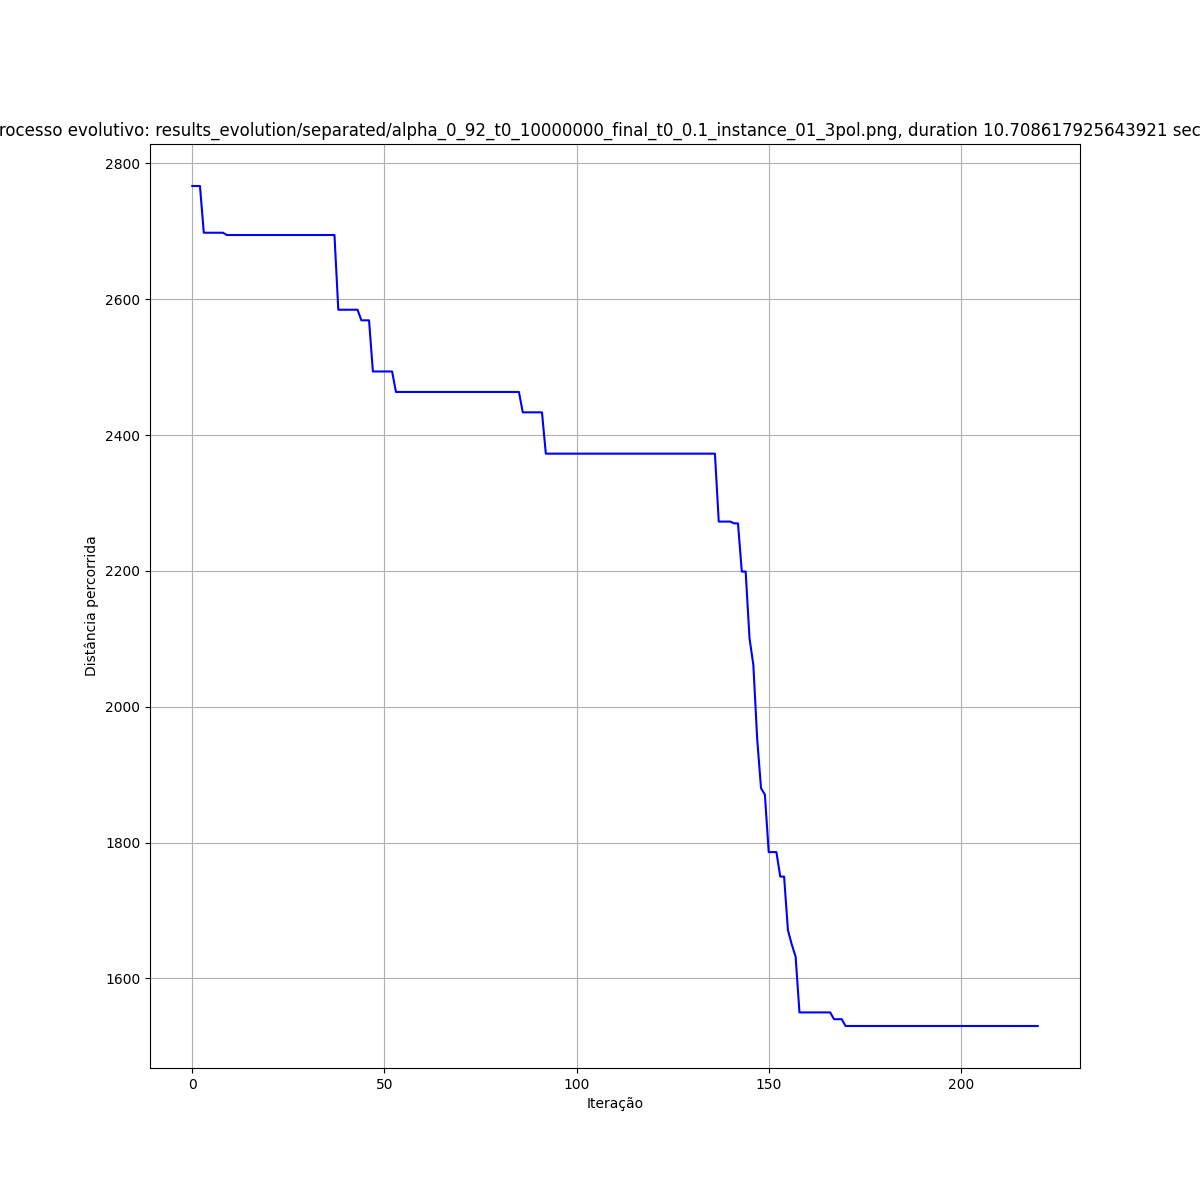 rocesso evolutivo: results_evolution/separated/alpha_0_92_t0_10000000_final_t0_0.1_instance_01_3pol.png, duration 10.708617925643921 sec
2800
2600
2400
2200
2000
1800
1600
Distância percorrida
0 50 100 150 200
Iteração